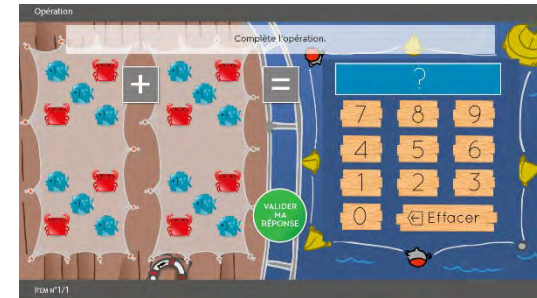 Opération
Complète l'opération.
+
=
?
7 8 9
4 5 6
1 2 3
0 Effacer
VALIDER
MA
RÉPONSE
ITEM N°1/1